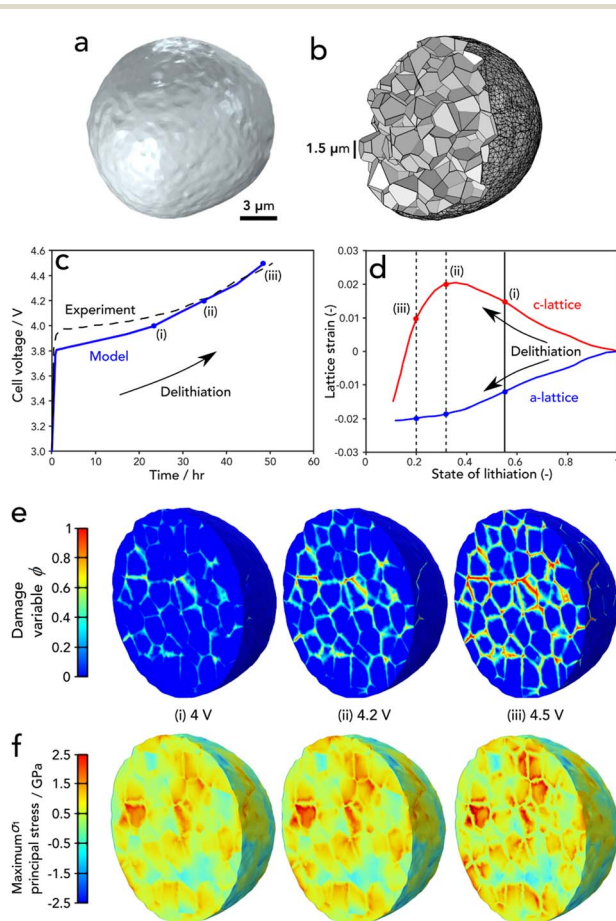 a
b
3 μm
1.5 μm
c
4.6
4.4
4.2
4.0
3.8
3.6
3.4
3.2
3.0
Cell voltage / V
Experiment
Model
(i)
(ii)
(iii)
Delithiation
0 10 20 30 40 50 60
Time / hr
d
0.03
0.02
0.01
0
-0.01
-0.02
-0.03
Lattice strain (-)
(iii)
(ii)
(i)
c-lattice
Delithiation
a-lattice
0 0.2 0.4 0.6 0.8
State of lithiation (-)
e
Damage
variable ϕ
1
0.8
0.6
0.4
0.2
0
(i) 4 V
(ii) 4.2 V
(iii) 4.5 V
f
Maximum σ₁
principal stress / GPa
2.5
1.5
0.5
-0.5
-1.5
-2.5